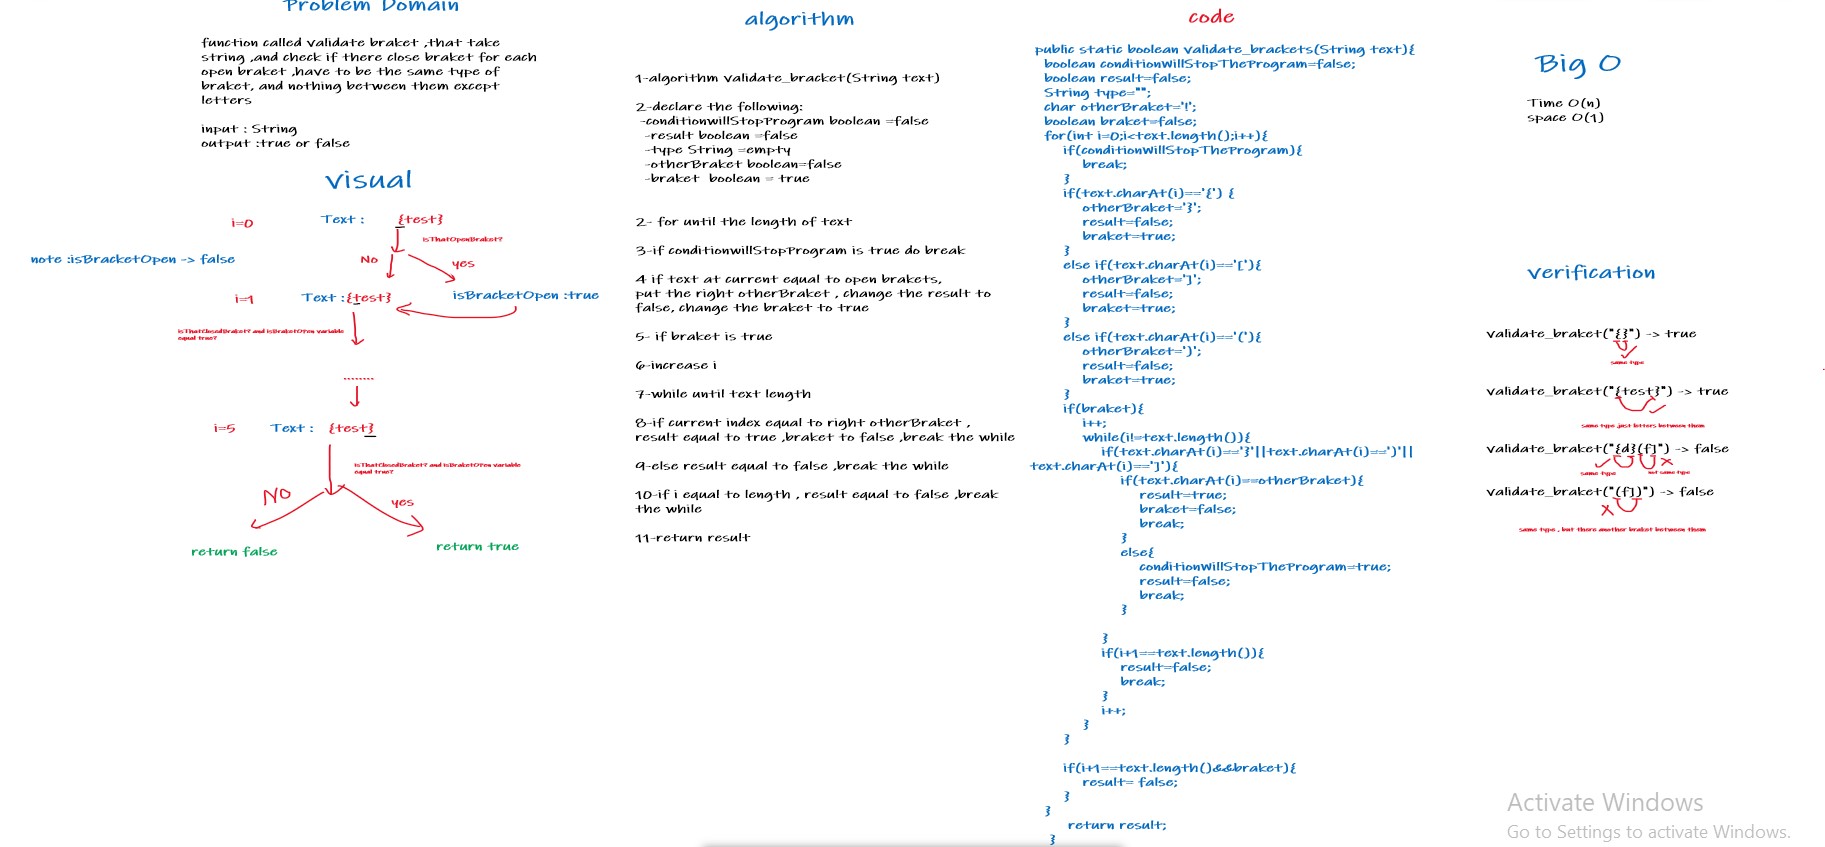 Problem Domain
function called validate braket ,that take
string ,and check if there close braket for each
open braket ,have to be the same type of
braket, and nothing between them except
letters
input : String
output :true or false
visual
i=0
Text :
{test}
isThatOpenBraket?
note :isBracketOpen -> false
No
yes
i=1
Text :{test}
isBracketOpen :true
isThatClosedBraket? and isBraketOPen variable
equal true?
........
i=5
Text :
{test}
isThatClosedBraket? and isBraketOPen variable
equal true?
NO
yes
return false
return true
algorithm
1-algorithm validate_bracket(String text)
2-declare the following:
-conditionwillStopProgram boolean =false
-result boolean =false
-type String =empty
-otherBraket boolean=false
-braket boolean = true
2- for until the length of text
3-if conditionwillStopProgram is true do break
4 if text at current equal to open brakets,
put the right otherBraket , change the result to
false, change the braket to true
5- if braket is true
6-increase i
7-while until text length
8-if current index equal to right otherBraket ,
result equal to true ,braket to false ,break the while
9-else result equal to false ,break the while
10-if i equal to length , result equal to false ,break
the while
11-return result
code
public static boolean validate_brackets(String text){
boolean conditionWillStopTheProgram=false;
boolean result=false;
String type="";
char otherBraket='!';
boolean braket=false;
for(int i=0;i<text.length();i++){
if(conditionWillStopTheProgram){
break;
}
if(text.charAt(i)=='{') {
otherBraket='}';
result=false;
braket=true;
}
else if(text.charAt(i)=='['){
otherBraket=']';
result=false;
braket=true;
}
else if(text.charAt(i)=='('){
otherBraket=')';
result=false;
braket=true;
}
if(braket){
i++;
while(i!=text.length()){
if(text.charAt(i)=='}'||text.charAt(i)==')'||
text.charAt(i)==']'){
if(text.charAt(i)==otherBraket){
result=true;
braket=false;
break;
}
else{
conditionWillStopTheProgram=true;
result=false;
break;
}
}
if(i+1==text.length()){
result=false;
break;
}
i++;
}
}
if(i+1==text.length()&&braket){
result= false;
}
}
return result;
}
Big O
Time O(n)
space O(1)
verification
validate_braket("{}") -> true
same type
validate_braket("{test}") -> true
same type just letters between them
validate_braket("{d}(f]") -> false
same type
not same type
validate_braket("(f])") -> false
same type , but there another braket between them
Activate Windows
Go to Settings to activate Windows.